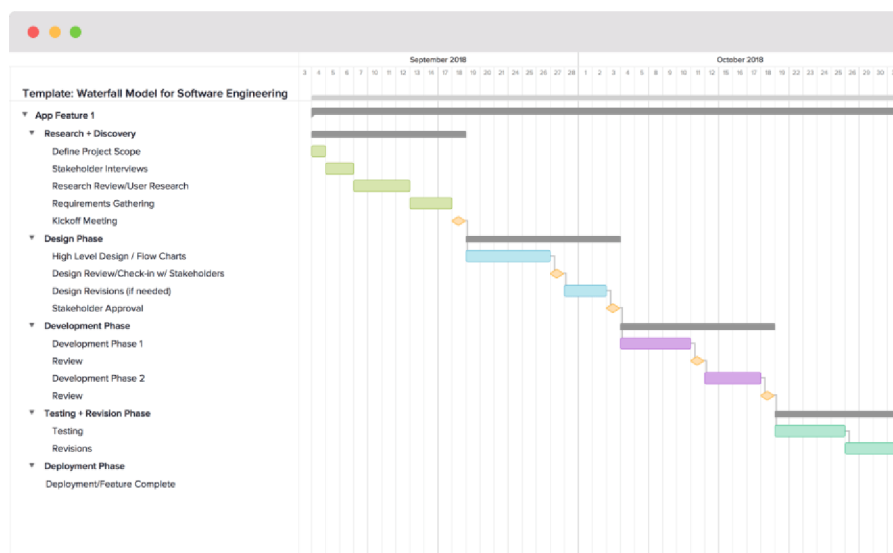 September 2018 October 2018
3 4 5 6 7 10 11 12 13 14 17 18 19 20 21 24 25 26 27 28 1 2 3 4 5 8 9 10 11 12 15 16 17 18 19 22 23 24 25 26 29 30
Template: Waterfall Model for Software Engineering
App Feature 1
Research + Discovery
Define Project Scope
Stakeholder Interviews
Research Review/User Research
Requirements Gathering
Kickoff Meeting
Design Phase
High Level Design / Flow Charts
Design Review/Check-in w/ Stakeholders
Design Revisions (if needed)
Stakeholder Approval
Development Phase
Development Phase 1
Review
Development Phase 2
Review
Testing + Revision Phase
Testing
Revisions
Deployment Phase
Deployment/Feature Complete